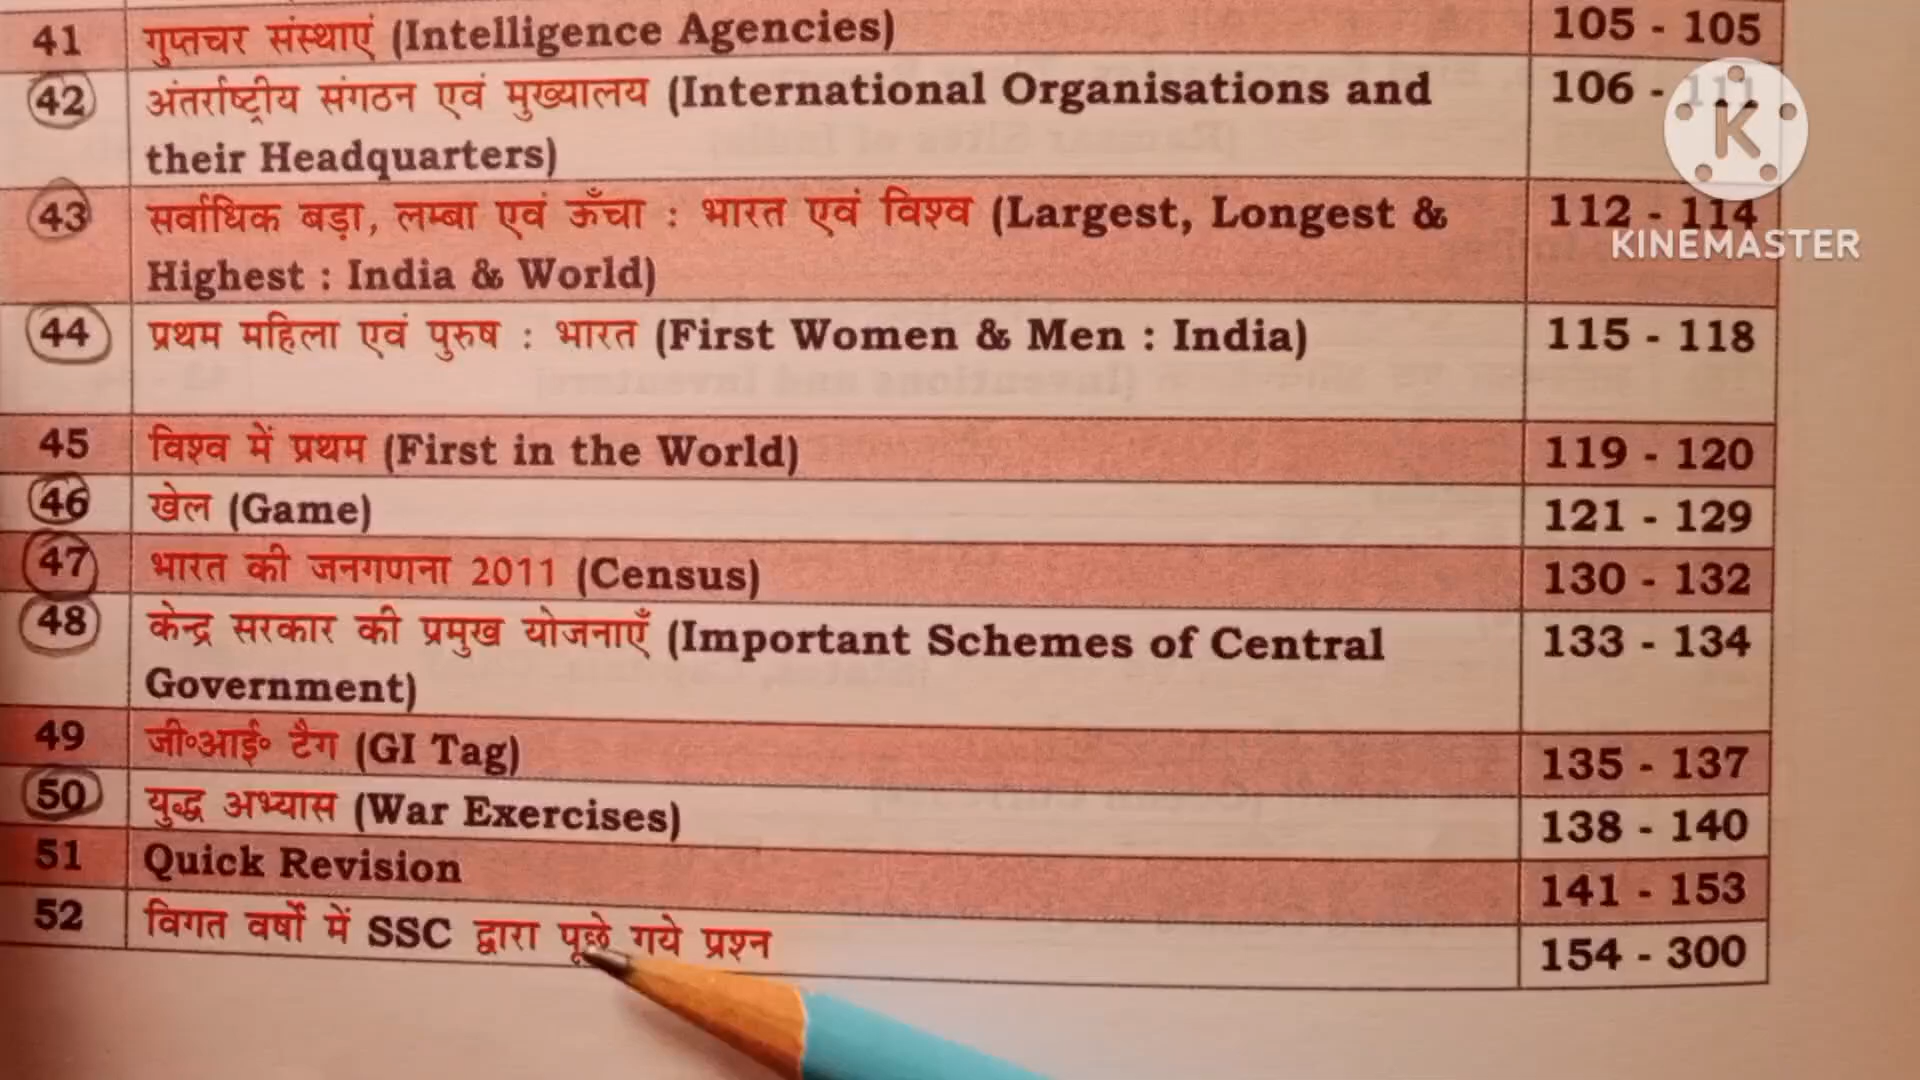 41 गुप्तचर संस्थाएं (Intelligence Agencies) 105 - 105
42 अंतर्राष्ट्रीय संगठन एवं मुख्यालय (International Organisations and 106 - 111
their Headquarters)
43 सर्वाधिक बड़ा, लम्बा एवं ऊँचा : भारत एवं विश्व (Largest, Longest & 112 - 114
Highest : India & World)
K
KINEMASTER
44 प्रथम महिला एवं पुरुष : भारत (First Women & Men : India) 115 - 118
45 विश्व में प्रथम (First in the World) 119 - 120
46 खेल (Game) 121 - 129
47 भारत की जनगणना 2011 (Census) 130 - 132
48 केन्द्र सरकार की प्रमुख योजनाएँ (Important Schemes of Central 133 - 134
Government)
49 जी॰आई॰ टैग (GI Tag) 135 - 137
50 युद्ध अभ्यास (War Exercises) 138 - 140
51 Quick Revision 141 - 153
52 विगत वर्षों में SSC द्वारा पूछे गये प्रश्न 154 - 300